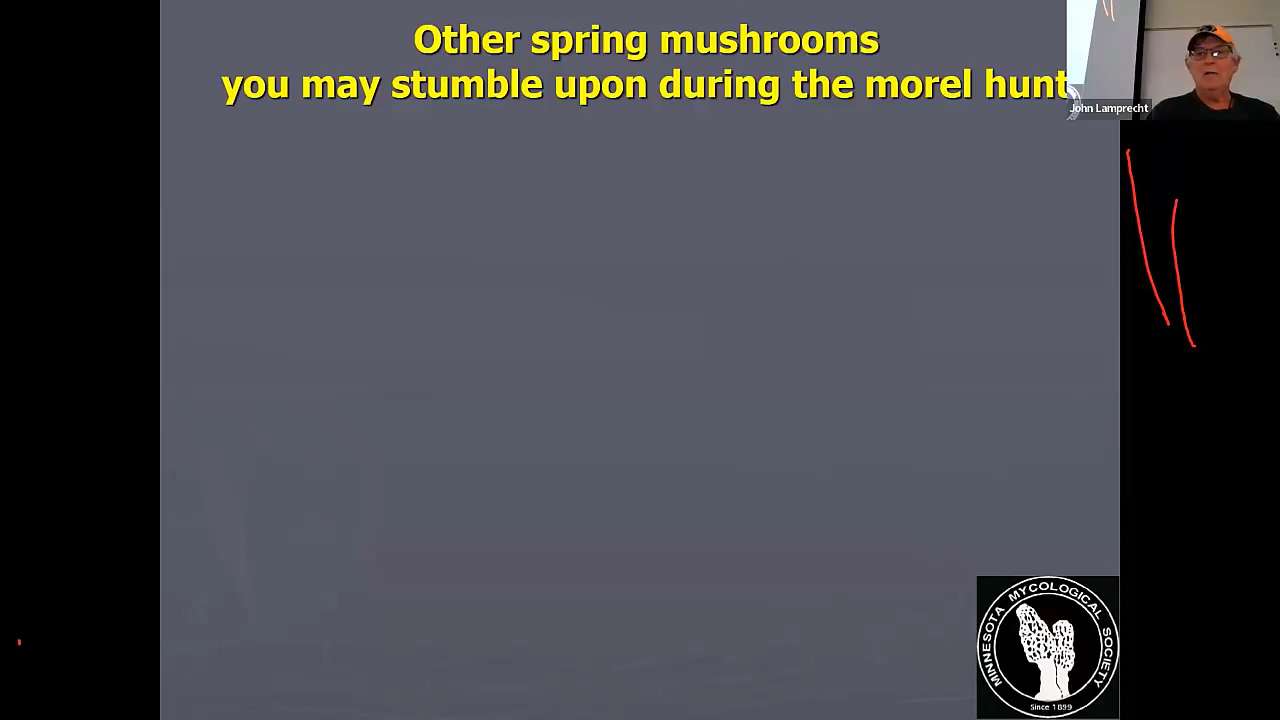 Other spring mushrooms
you may stumble upon during the morel hunt
John Lamprecht
MINNESOTA MYCOLOGICAL SOCIETY
Since 1899